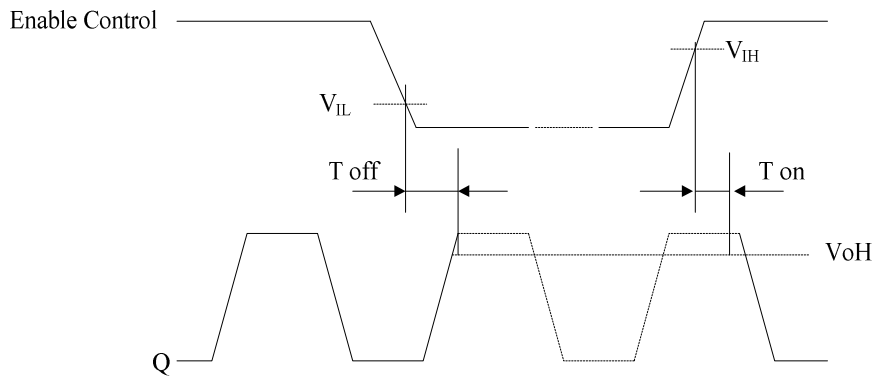 Enable Control
VIH
VIL
T off
T on
VoH
Q